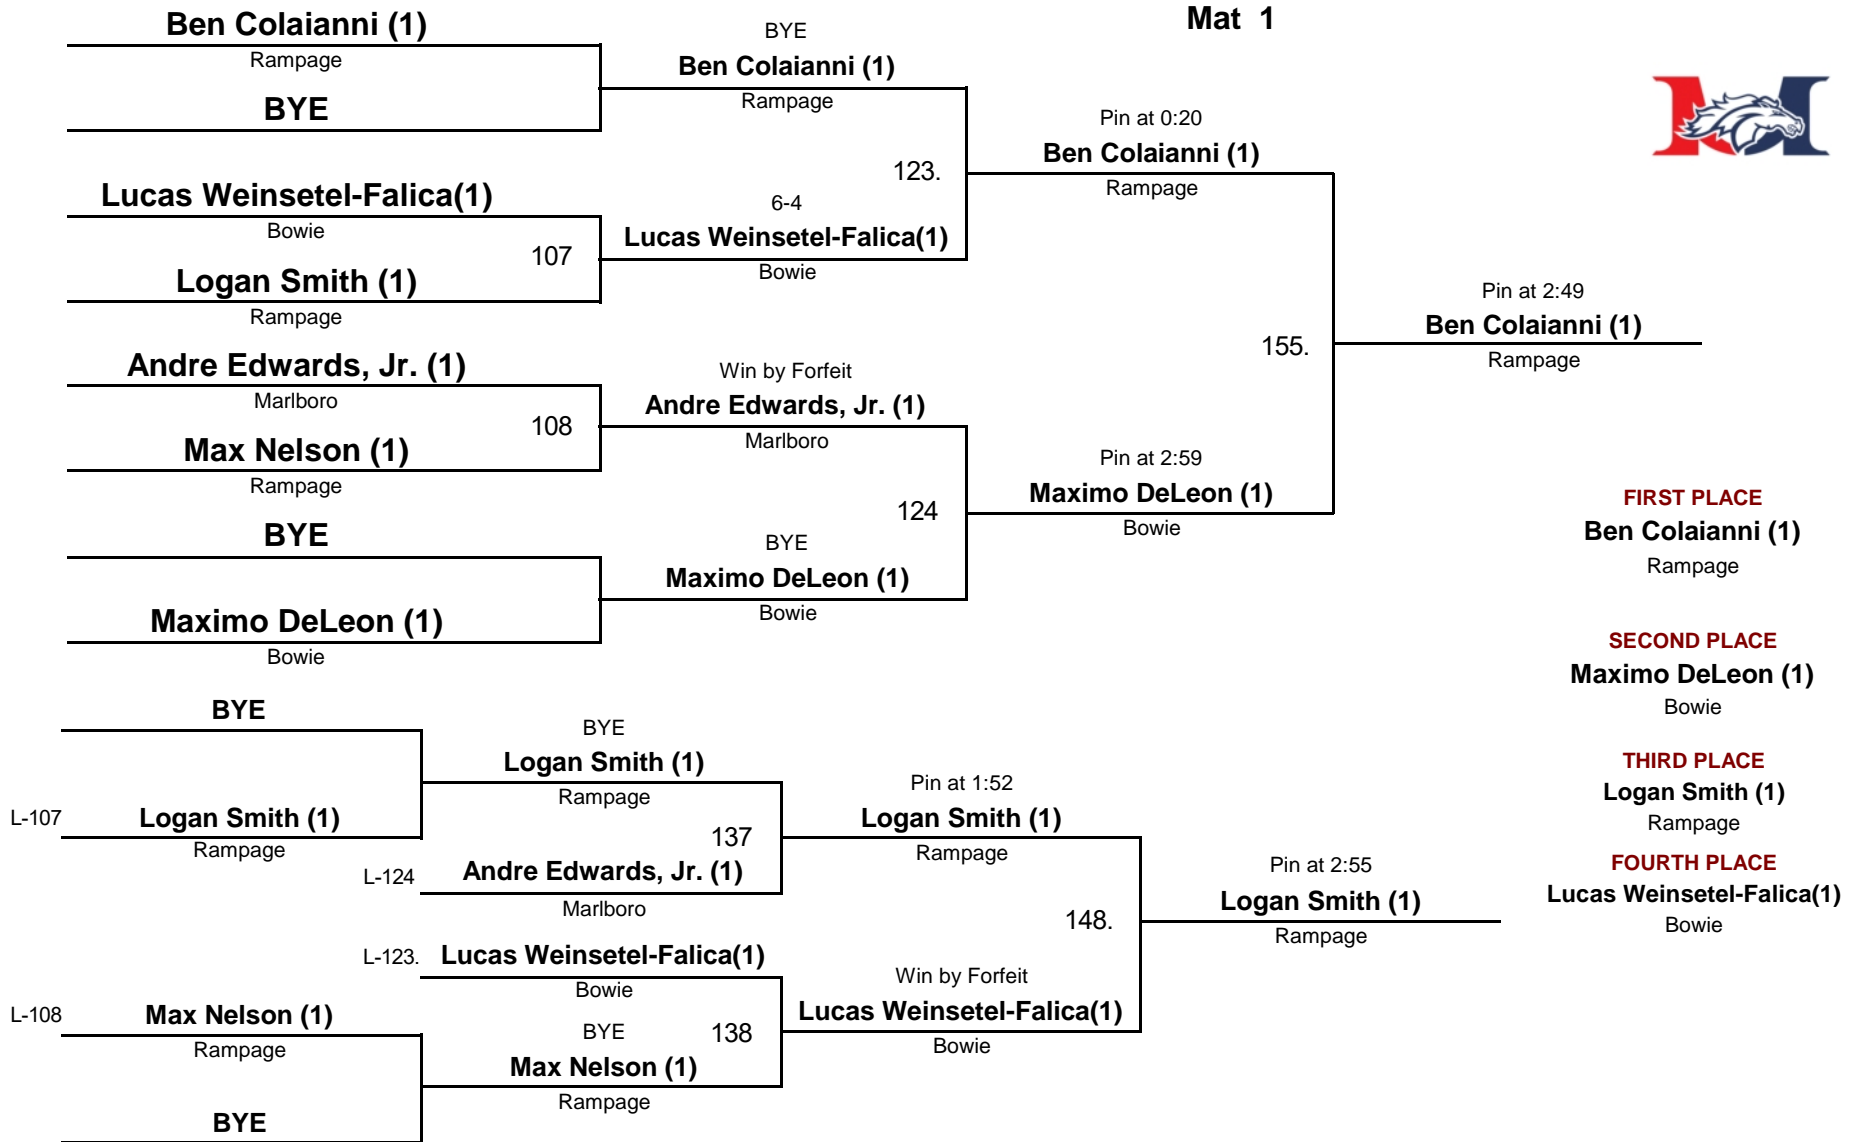 Mat 1
Ben Colaianni (1)
Rampage
BYE
Lucas Weinsetel-Falica(1)
Bowie
107
Logan Smith (1)
Rampage
Andre Edwards, Jr. (1)
Marlboro
108
Max Nelson (1)
Rampage
BYE
Maximo DeLeon (1)
Bowie
BYE
Ben Colaianni (1)
Rampage
123.
6-4
Lucas Weinsetel-Falica(1)
Bowie
Win by Forfeit
Andre Edwards, Jr. (1)
Marlboro
124
BYE
Maximo DeLeon (1)
Bowie
Pin at 0:20
Ben Colaianni (1)
Rampage
155.
Pin at 2:59
Maximo DeLeon (1)
Bowie
Pin at 2:49
Ben Colaianni (1)
Rampage
FIRST PLACE
Ben Colaianni (1)
Rampage
SECOND PLACE
Maximo DeLeon (1)
Bowie
THIRD PLACE
Logan Smith (1)
Rampage
FOURTH PLACE
Lucas Weinsetel-Falica(1)
Bowie
BYE
L-107 Logan Smith (1)
Rampage
L-108 Max Nelson (1)
Rampage
BYE
BYE
Logan Smith (1)
Rampage
137
L-124 Andre Edwards, Jr. (1)
Marlboro
L-123. Lucas Weinsetel-Falica(1)
Bowie
BYE
138
Max Nelson (1)
Rampage
Pin at 1:52
Logan Smith (1)
Rampage
148.
Win by Forfeit
Lucas Weinsetel-Falica(1)
Bowie
Pin at 2:55
Logan Smith (1)
Rampage
M